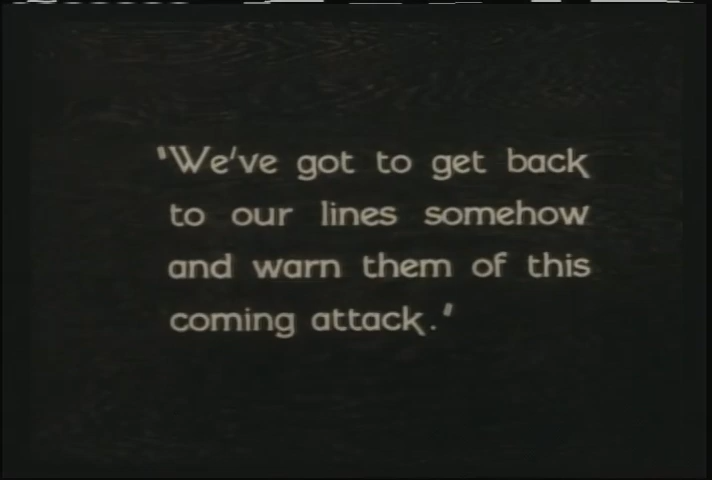 "We've got to get back
to our lines somehow
and warn them of this
coming attack."